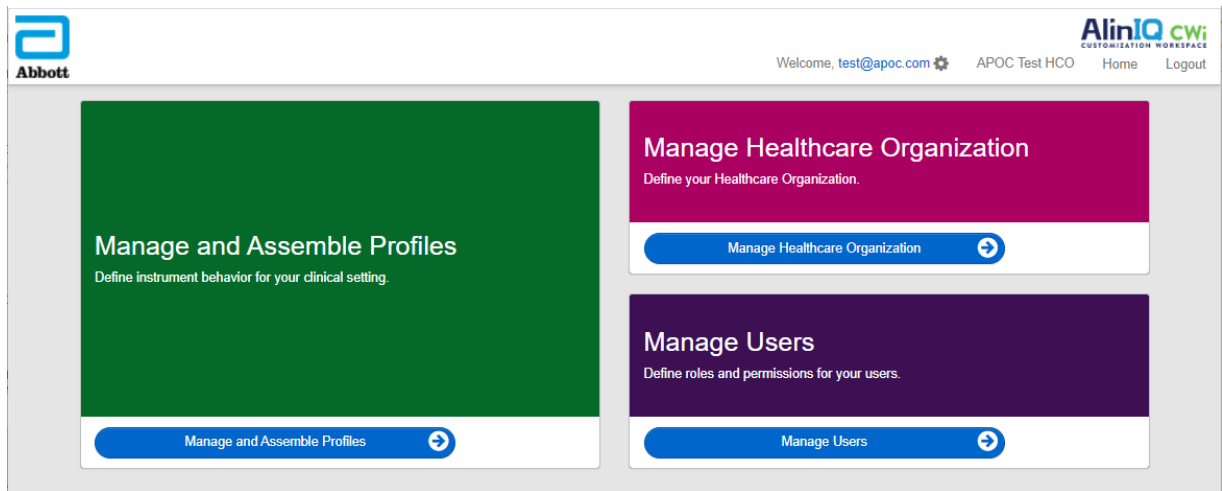 Abbott
AlinIQ CWi
CUSTOMIZATION WORKSPACE
Welcome, test@apoc.com APOC Test HCO Home Logout
Manage and Assemble Profiles
Define instrument behavior for your clinical setting.
Manage and Assemble Profiles
Manage Healthcare Organization
Define your Healthcare Organization.
Manage Healthcare Organization
Manage Users
Define roles and permissions for your users.
Manage Users